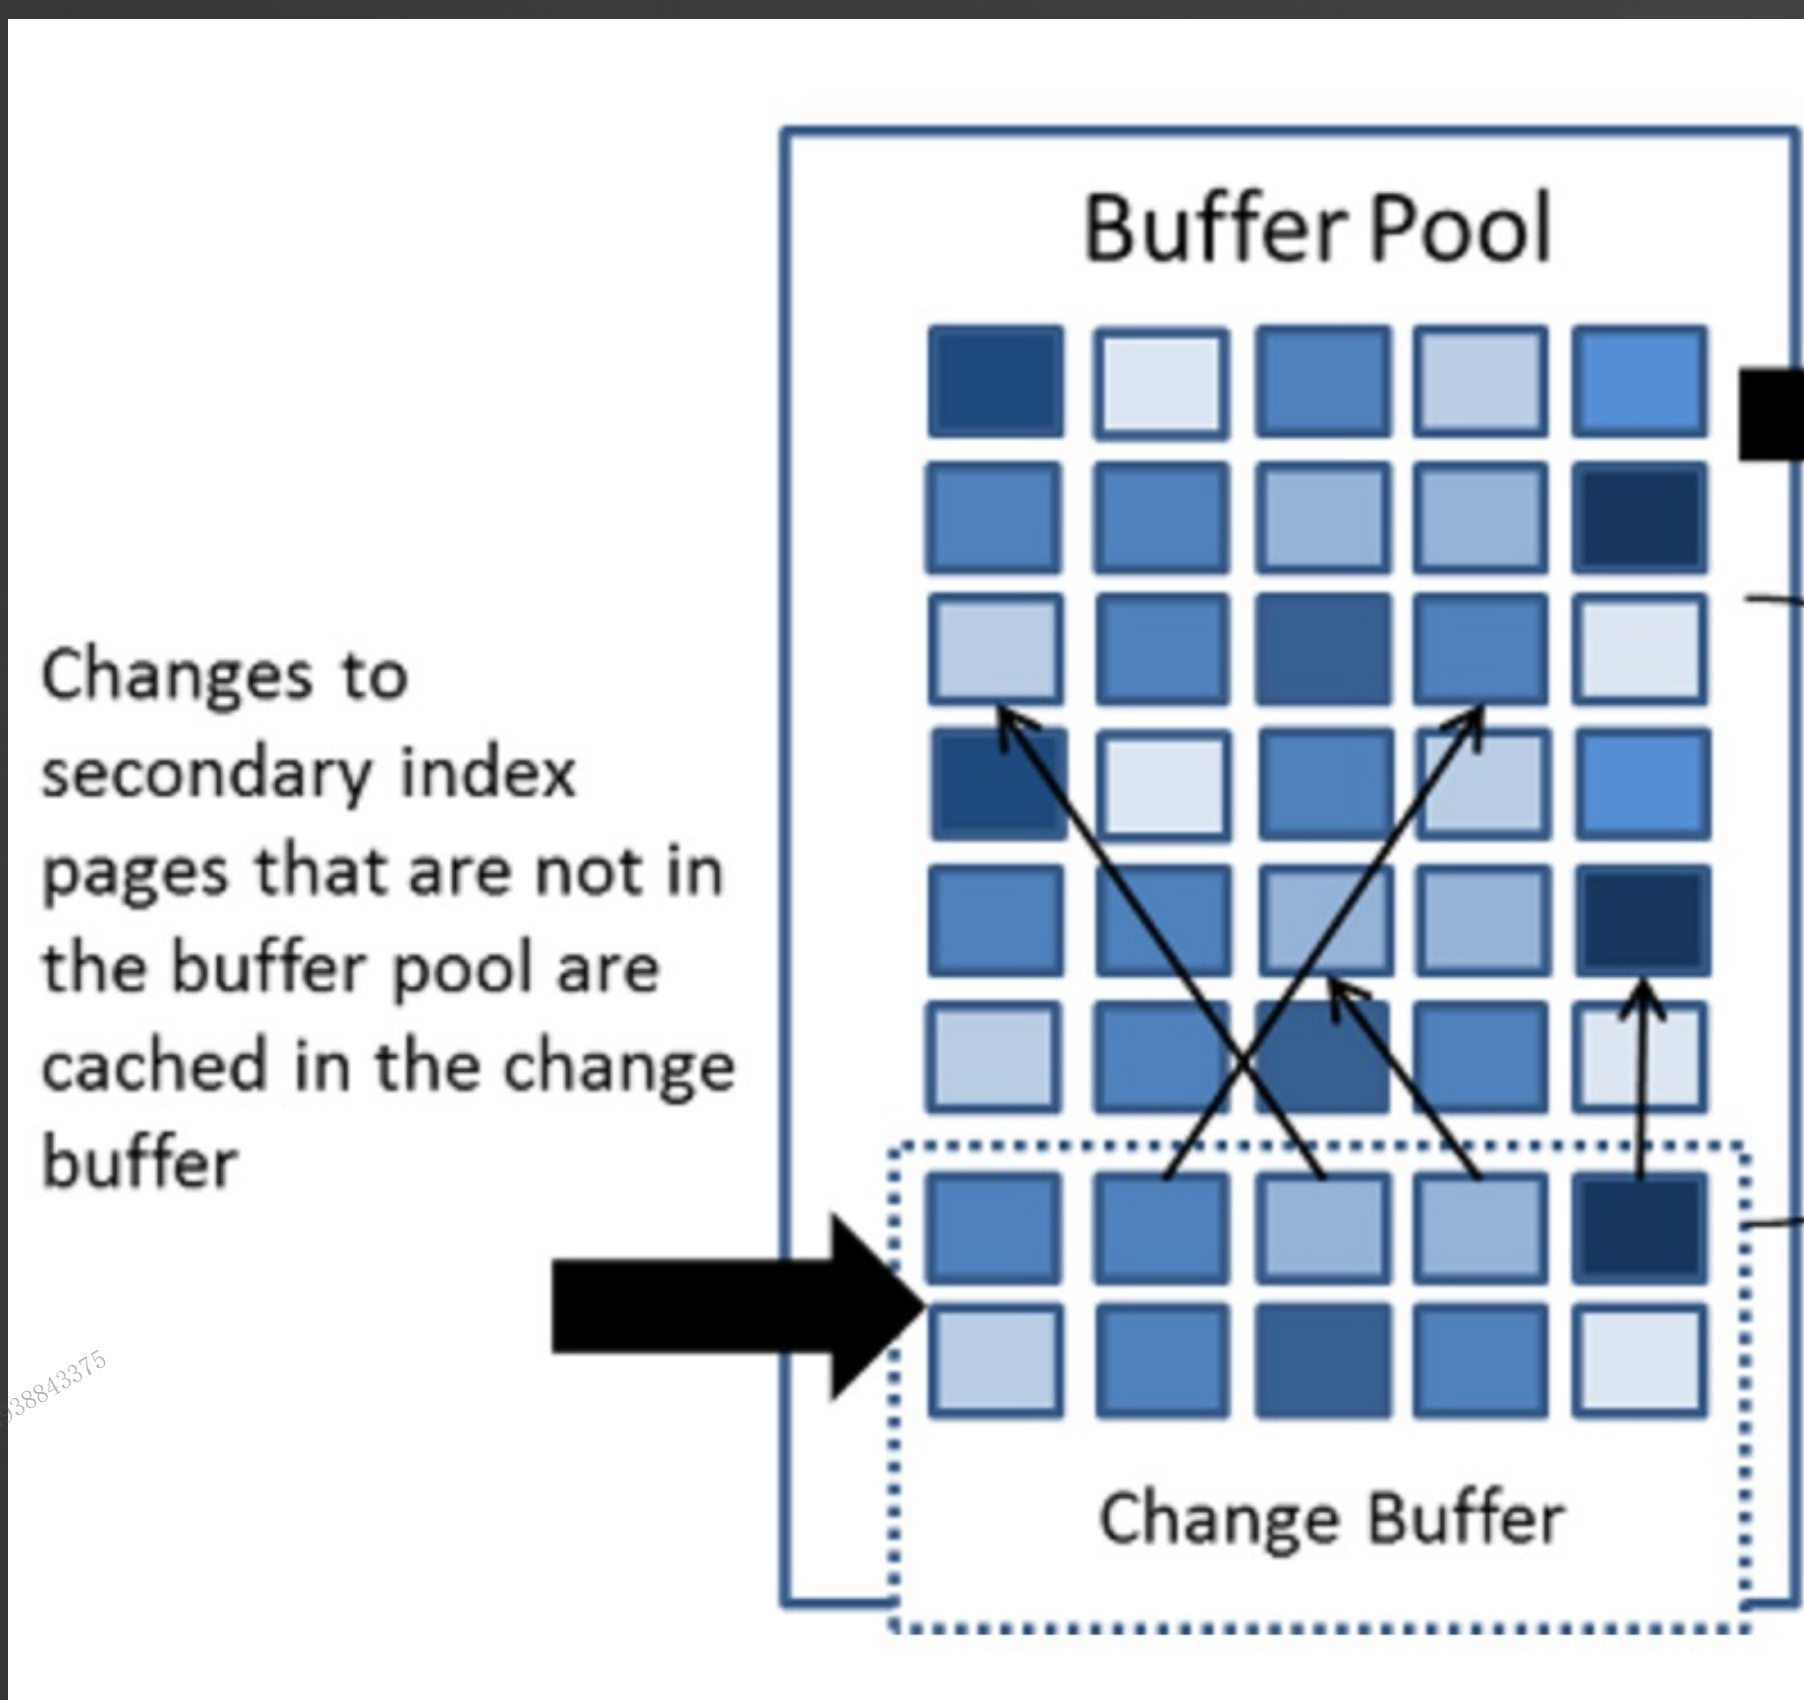 Buffer Pool
Changes to
secondary index
pages that are not in
the buffer pool are
cached in the change
buffer
Change Buffer
38843375